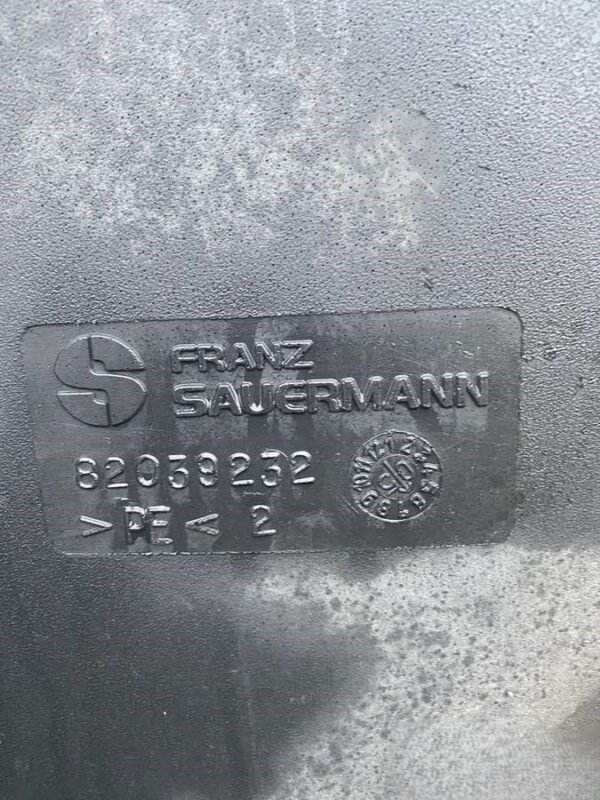 FRANZ
SAUERMANN
82039232
>PE< 2